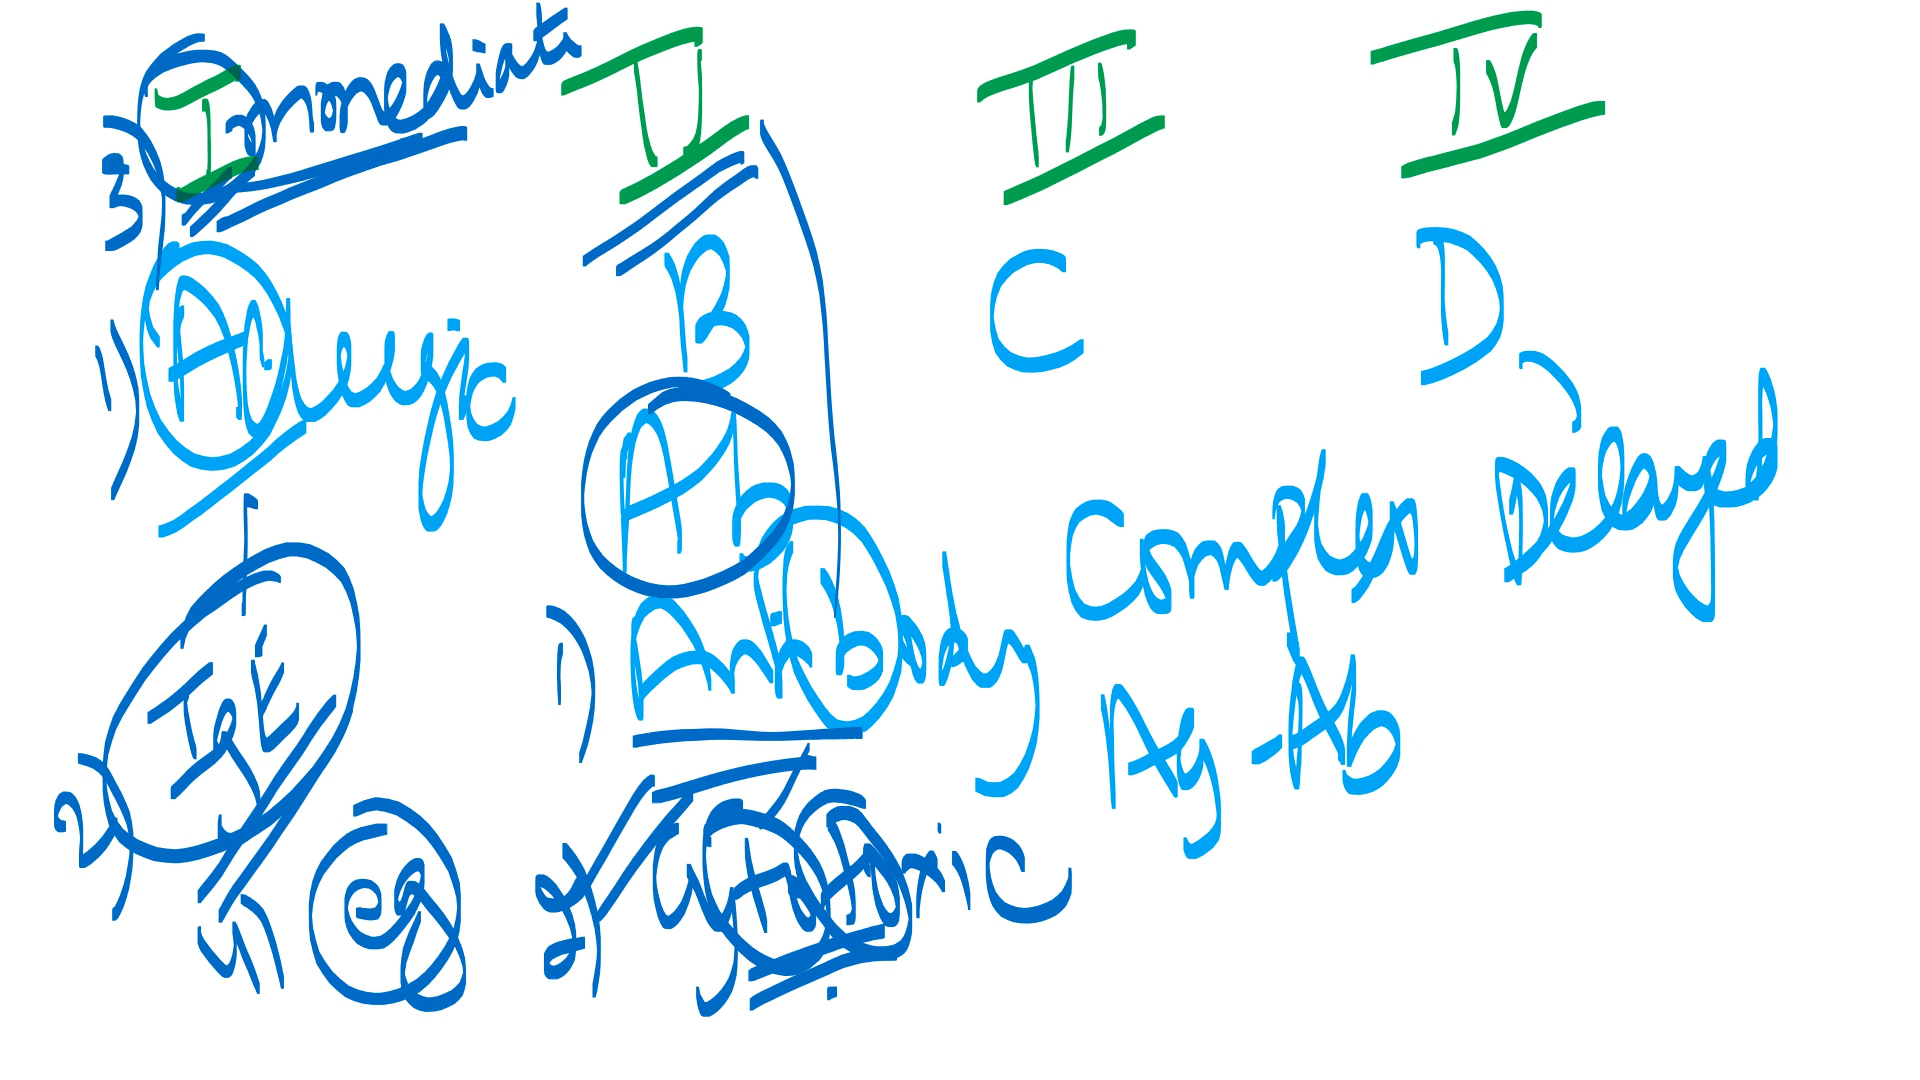 Immediate II III IV
3)
B C D
1) Allergic
Ab
Complex Delayed
IgE 1) Antibody
Ag-Ab
2)
2) Cytotoxic
4) eg